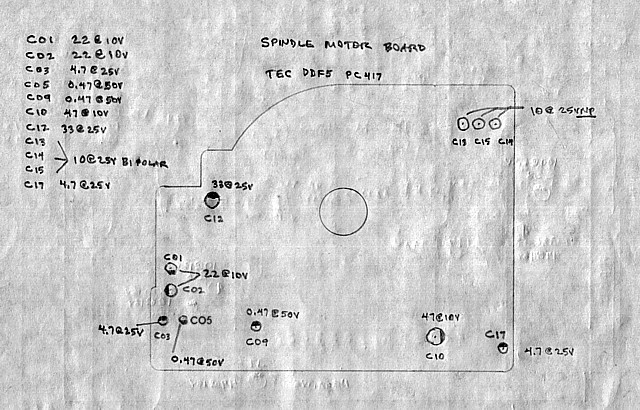 C01 22@10V
C02 22@10V
C03 4.7@25V
C05 0.47@50V
C09 0.47@50V
C10 47@10V
C12 33@25V
C13
C14 10@25V BIPOLAR
C15
C17 4.7@25V
SPINDLE MOTOR BOARD
TEC DDF5 PC417
10@25VNP
C13 C15 C14
33@25V
C12
C01
22@10V
C02
4.7@25V
C03
C05
0.47@50V
0.47@50V
C09
47@10V
C10
C17
4.7@25V